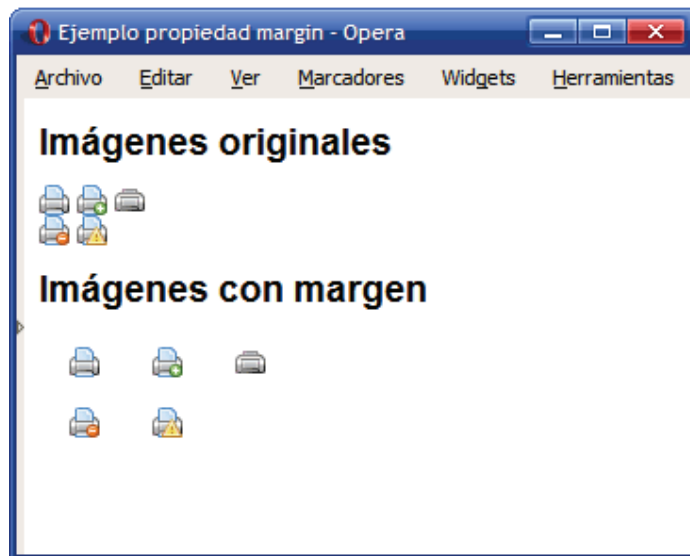 Ejemplo propiedad margin - Opera
Archivo Editar Ver Marcadores Widgets Herramientas
Imágenes originales
Imágenes con margen